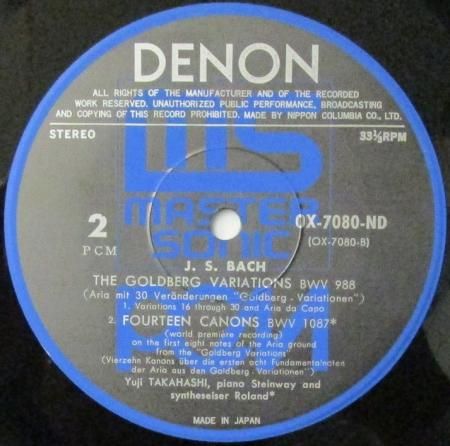 DENON
ALL RIGHTS OF THE MANUFACTURER AND OF THE RECORDED
WORK RESERVED. UNAUTHORIZED PUBLIC PERFORMANCE, BROADCASTING
AND COPYING OF THIS RECORD PROHIBITED. MADE BY NIPPON COLUMBIA CO., LTD.
STEREO 33⅓RPM
MASTER
SONIC
2 OX-7080-ND
PCM (OX-7080-B)
J. S. BACH
THE GOLDBERG VARIATIONS BWV 988
(Aria mit 30 Veränderungen "Goldberg-Variationen")
1. Variations 16 through 30 and Aria da Capo
2. FOURTEEN CANONS BWV 1087*
(world première recording)
on the first eight notes of the Aria ground
from the "Goldberg Variations"
(Vierzehn Kanons über die ersten acht Fundamentalnoten
der Aria aus den Goldberg-Variationen")
Yuji TAKAHASHI, piano Steinway and
syntheseiser Roland*
MADE IN JAPAN